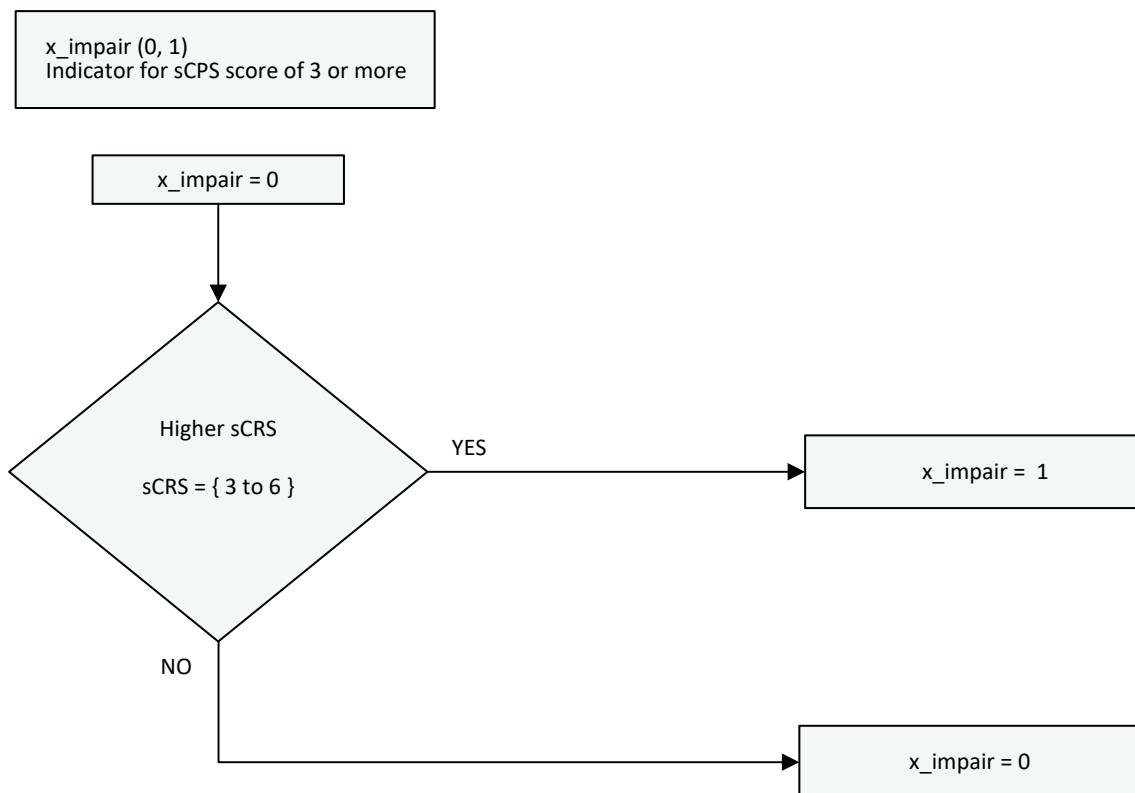 x_impair (0, 1)
Indicator for sCPS score of 3 or more
x_impair = 0
Higher sCRS
sCRS = { 3 to 6 }
YES
x_impair =  1
NO
x_impair = 0